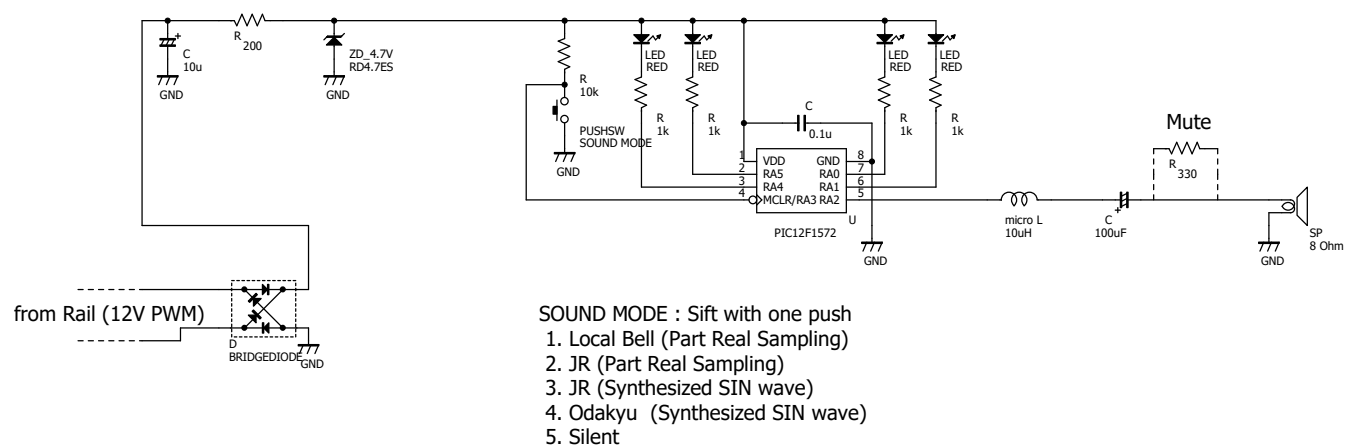 R
200
C
10u
+
GND
ZD_4.7V
RD4.7ES
GND
R
10k
PUSHSW
SOUND MODE
GND
LED
RED
LED
RED
R
1k
R
1k
C
0.1u
LED
RED
LED
RED
R
1k
R
1k
1 VDD GND 8
2 RA5 RA0 7
3 RA4 RA1 6
4 MCLR/RA3 RA2 5
U
PIC12F1572
GND
micro L
10uH
+
C
100uF
Mute
R
330
GND
SP
8 Ohm
from Rail (12V PWM)
D
BRIDGEDIODE
GND
SOUND MODE : Sift with one push
1. Local Bell (Part Real Sampling)
2. JR (Part Real Sampling)
3. JR (Synthesized SIN wave)
4. Odakyu (Synthesized SIN wave)
5. Silent